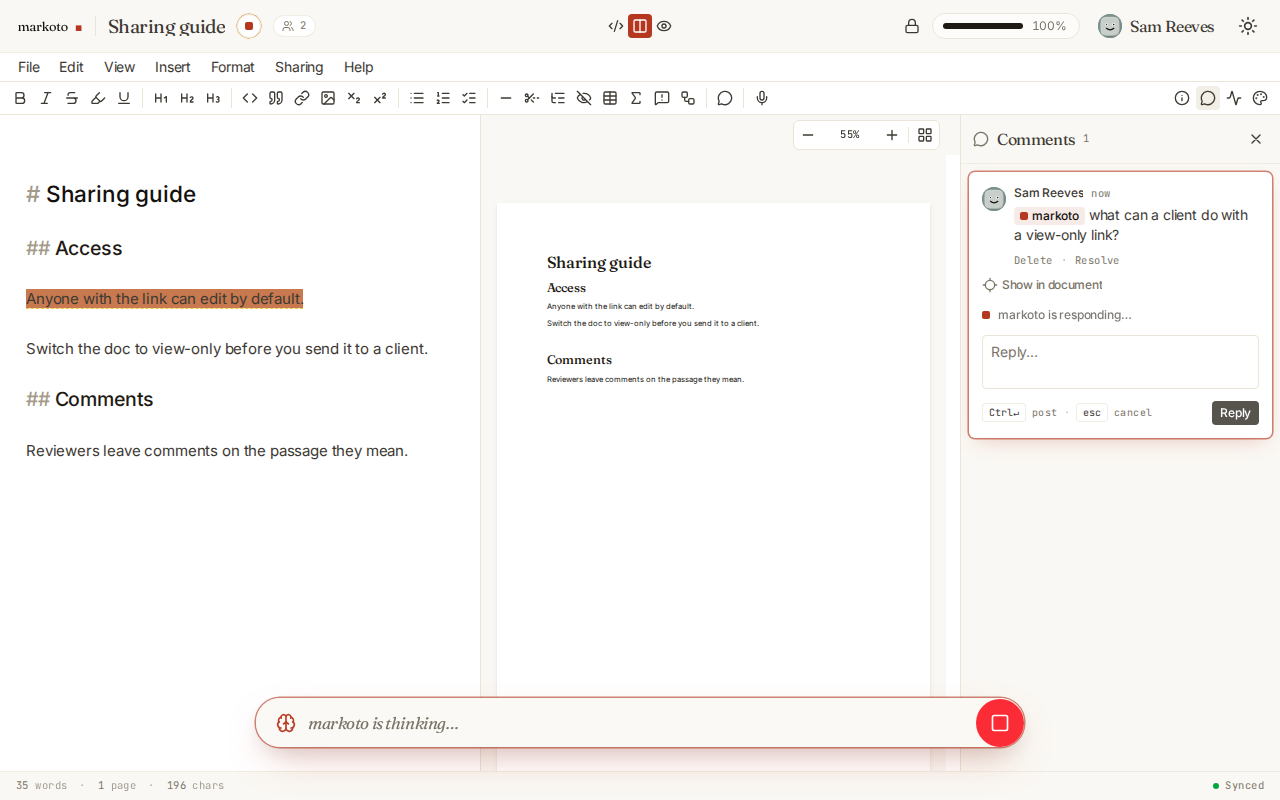 markoto
Sharing guide
2
100%
Sam Reeves
File Edit View Insert Format Sharing Help
H1 H2 H3
55%
# Sharing guide
## Access
Anyone with the link can edit by default.
Switch the doc to view-only before you send it to a client.
## Comments
Reviewers leave comments on the passage they mean.
Sharing guide
Access
Anyone with the link can edit by default.
Switch the doc to view-only before you send it to a client.
Comments
Reviewers leave comments on the passage they mean.
Comments 1
Sam Reeves now
markoto what can a client do with
a view-only link?
Delete · Resolve
Show in document
markoto is responding...
Reply...
Ctrl↵ post · esc cancel
Reply
markoto is thinking...
35 words · 1 page · 196 chars
Synced